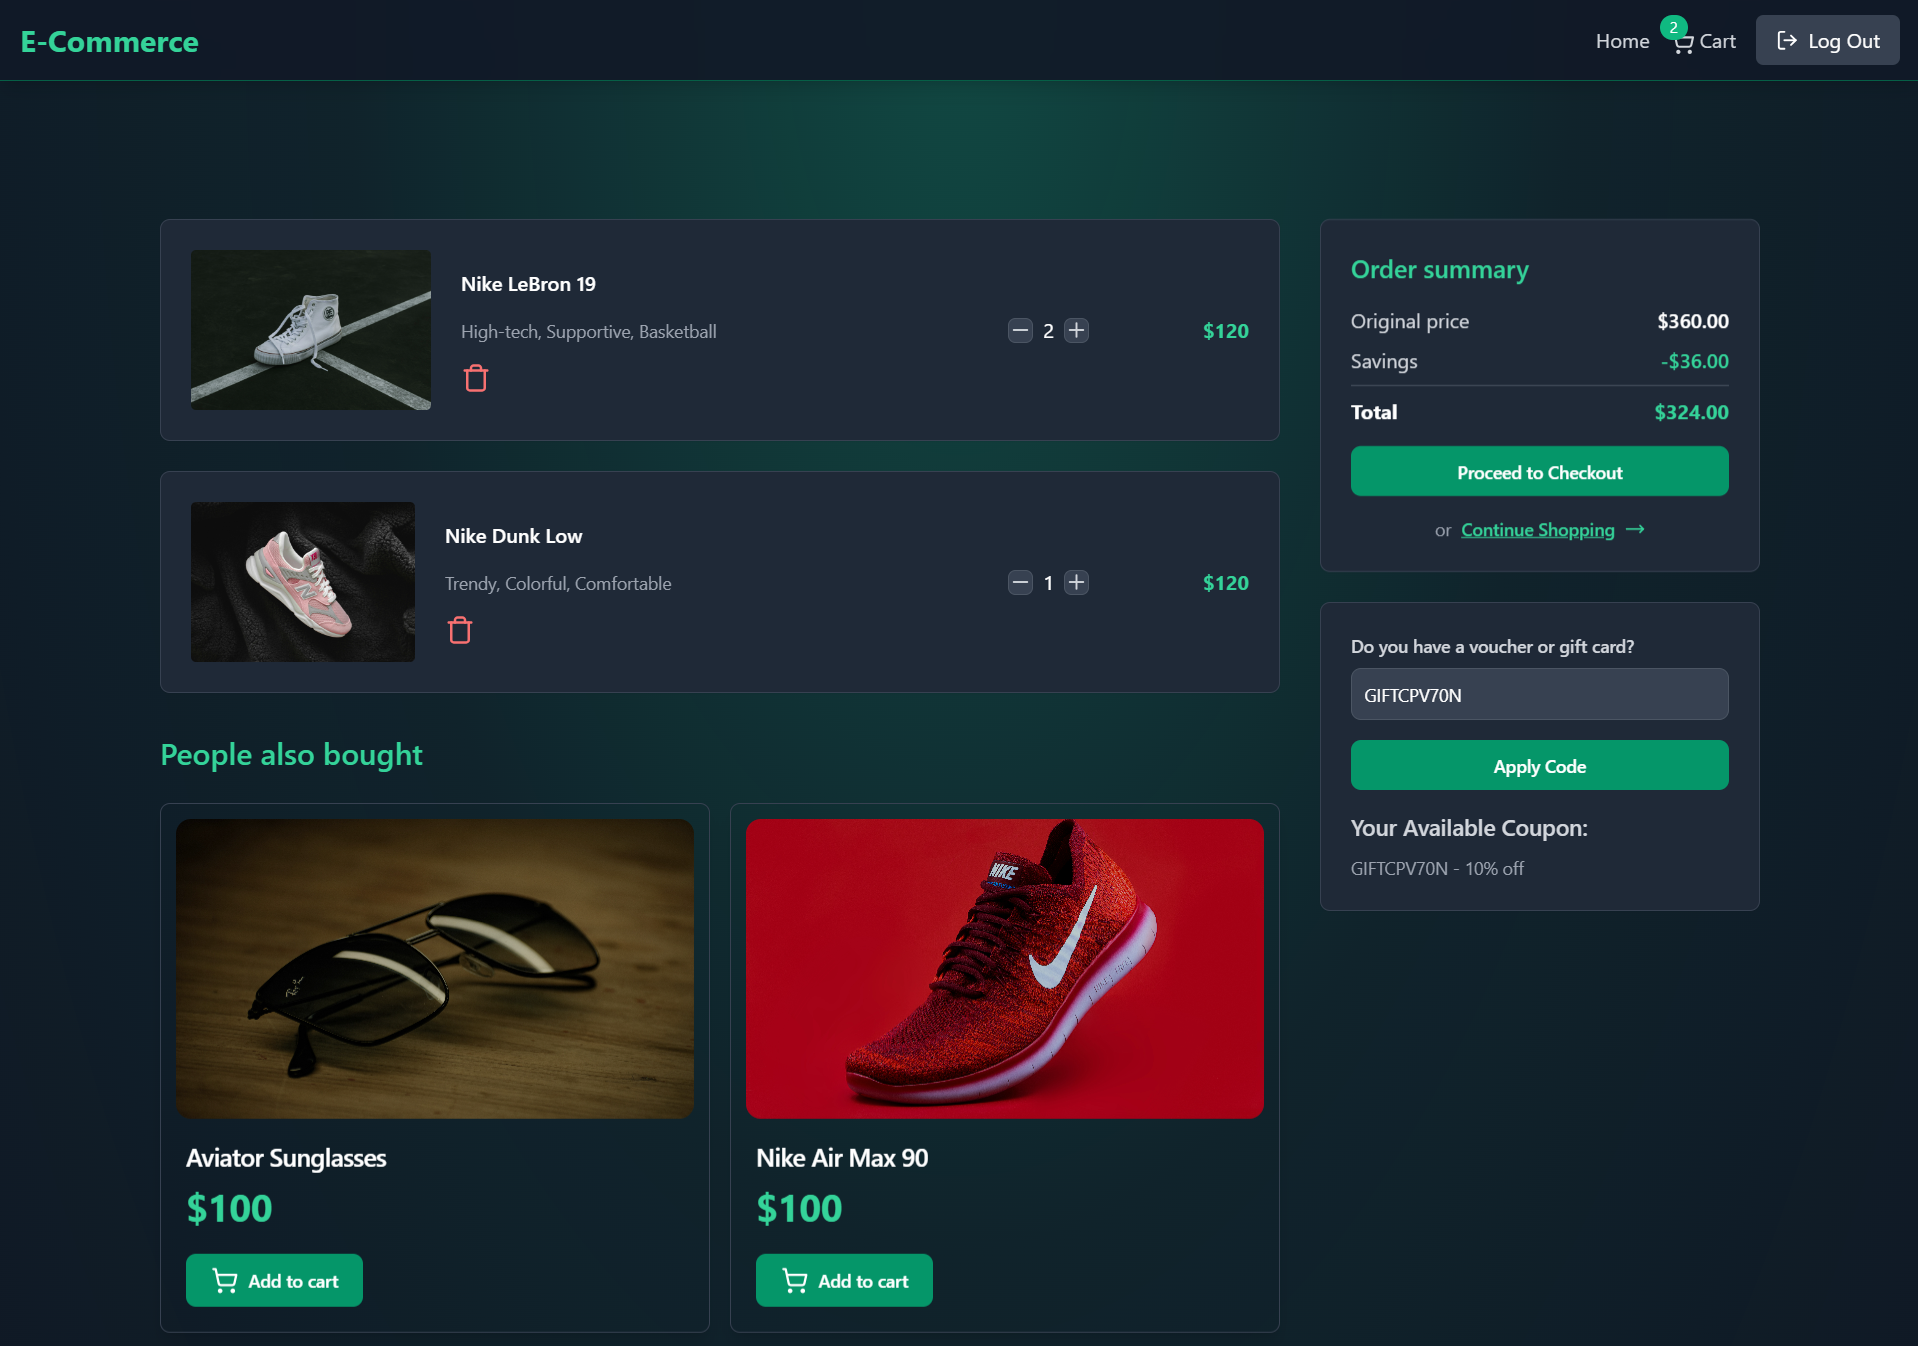 E-Commerce
Home
2
Cart
Log Out
Nike LeBron 19
High-tech, Supportive, Basketball
2
$120
Nike Dunk Low
Trendy, Colorful, Comfortable
1
$120
Order summary
Original price $360.00
Savings -$36.00
Total $324.00
Proceed to Checkout
or Continue Shopping
Do you have a voucher or gift card?
GIFTCPV70N
Apply Code
Your Available Coupon:
GIFTCPV70N - 10% off
People also bought
Ray-Ban
Aviator Sunglasses
$100
Add to cart
NIKE
Nike Air Max 90
$100
Add to cart